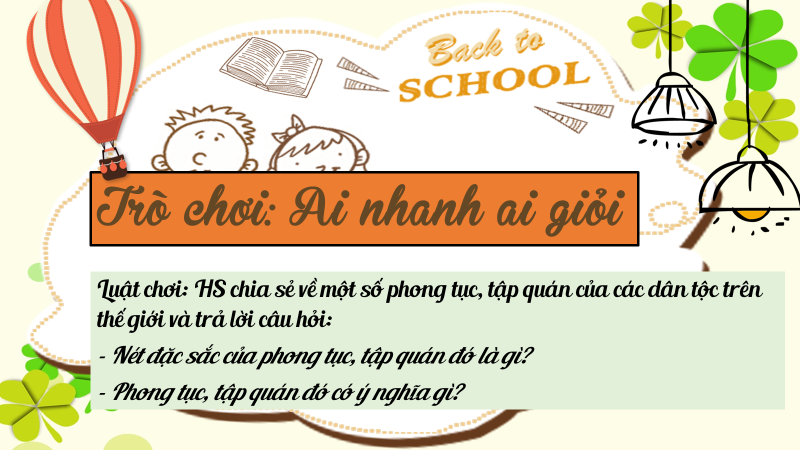 Back to
SCHOOL
Trò chơi: Ai nhanh ai giỏi
Luật chơi: HS chia sẻ về một số phong tục, tập quán của các dân tộc trên
thế giới và trả lời câu hỏi:
- Nét đặc sắc của phong tục, tập quán đó là gì?
- Phong tục, tập quán đó có ý nghĩa gì?